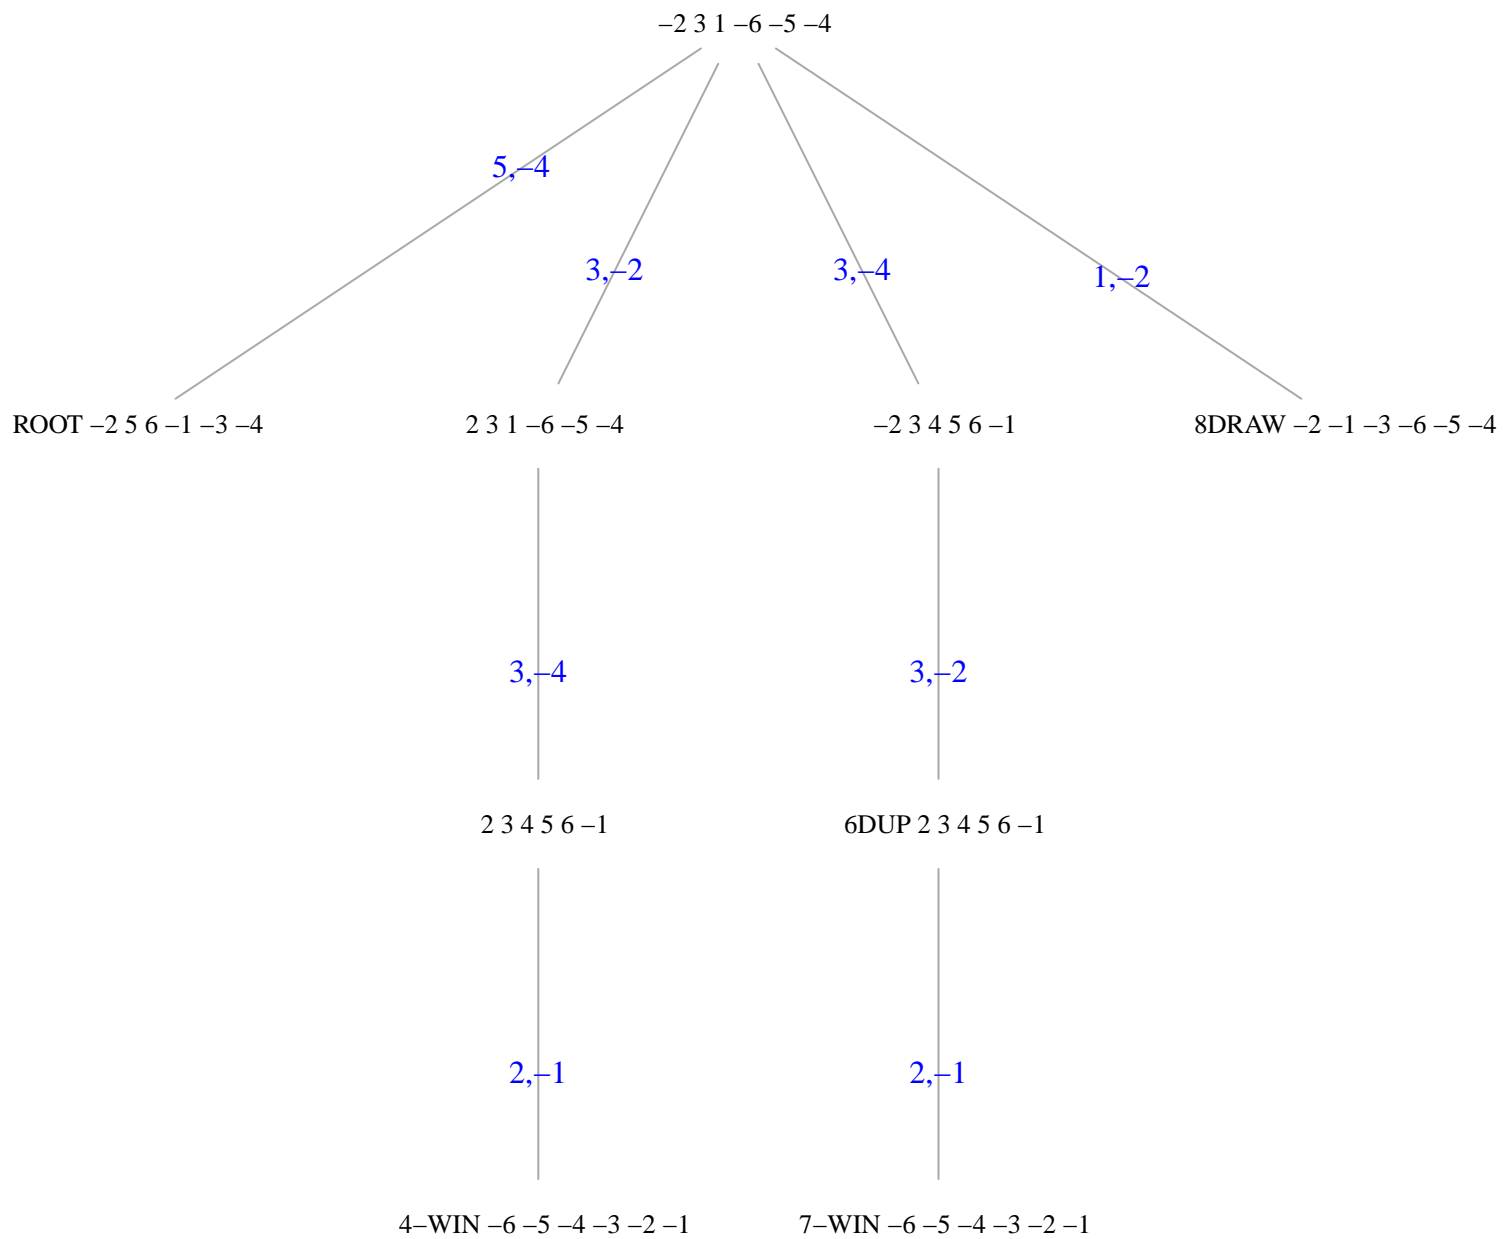 –2 3 1 –6 –5 –4
5,–4
3,–2
3,–4
1,–2
ROOT –2 5 6 –1 –3 –4
2 3 1 –6 –5 –4
–2 3 4 5 6 –1
8DRAW –2 –1 –3 –6 –5 –4
3,–4
3,–2
2 3 4 5 6 –1
6DUP 2 3 4 5 6 –1
2,–1
2,–1
4–WIN –6 –5 –4 –3 –2 –1
7–WIN –6 –5 –4 –3 –2 –1